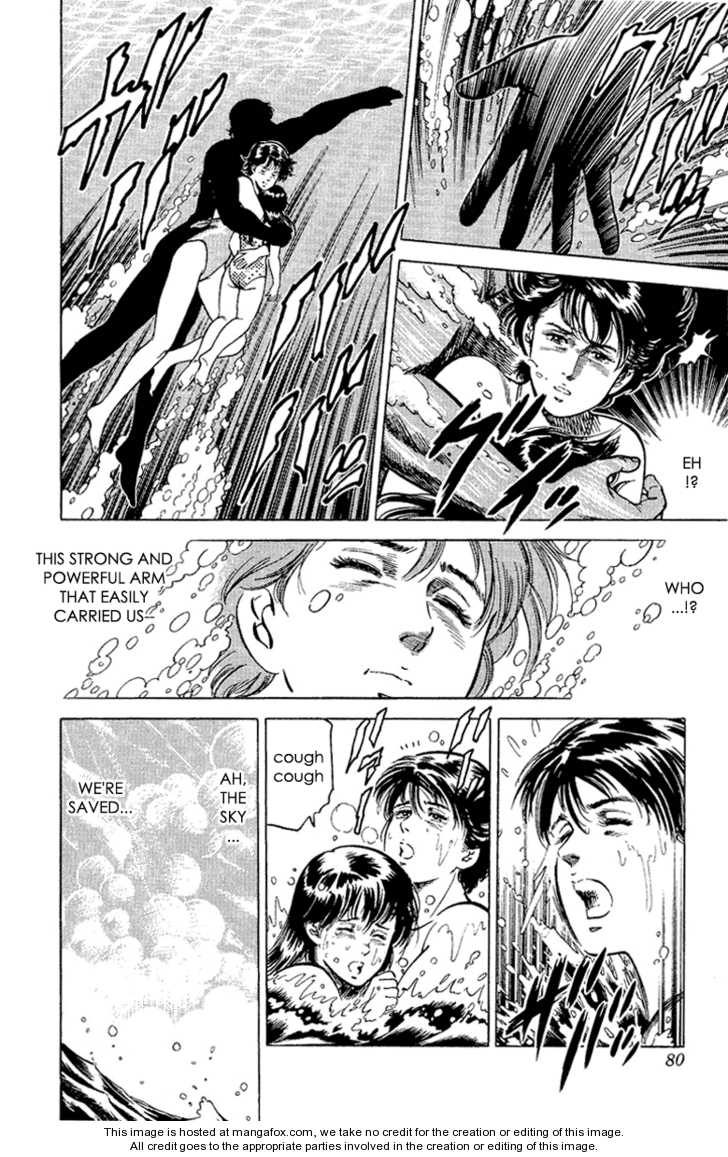 EH
!?
WHO
...!?
THIS STRONG AND
POWERFUL ARM
THAT EASILY
CARRIED US--
cough
cough
AH,
THE
SKY
...
WE'RE
SAVED...
80
This image is hosted at mangafox.com, we take no credit for the creation or editing of this image.
All credit goes to the appropriate parties involved in the creation or editing of this image.